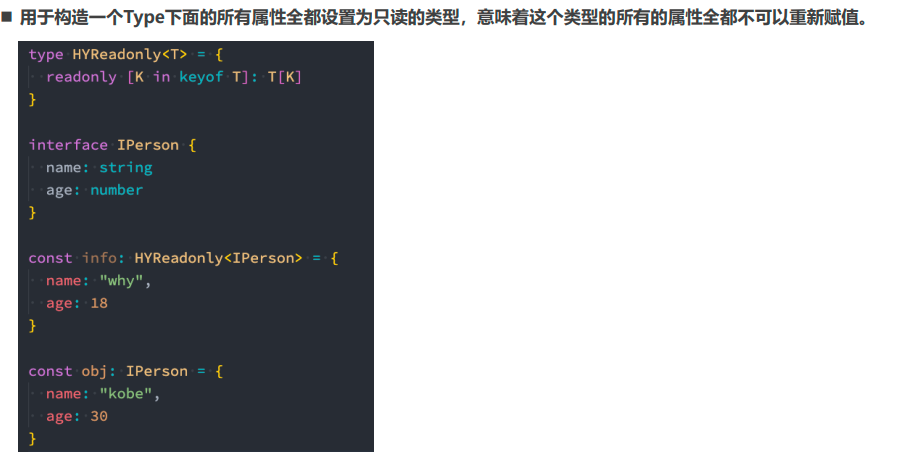 ■ 用于构造一个Type下面的所有属性全都设置为只读的类型，意味着这个类型的所有的属性全都不可以重新赋值。
type HYReadonly<T> = {
  readonly [K in keyof T]: T[K]
}

interface IPerson {
  name: string
  age: number
}

const info: HYReadonly<IPerson> = {
  name: "why",
  age: 18
}

const obj: IPerson = {
  name: "kobe",
  age: 30
}